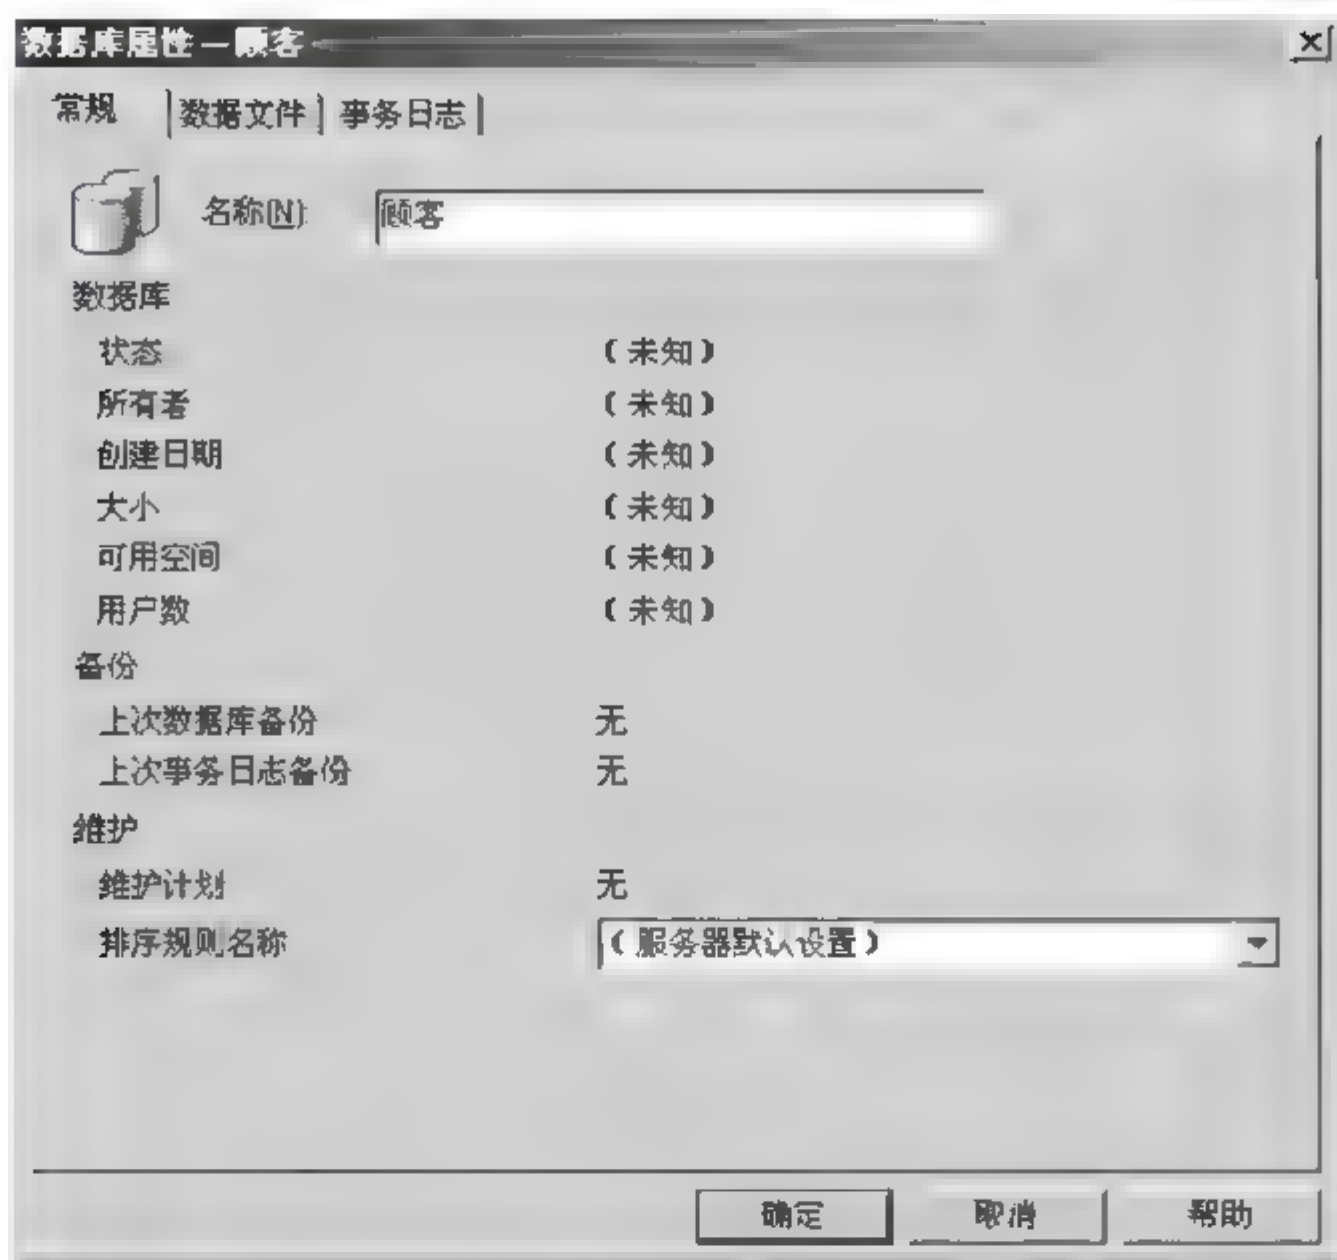 数据库属性－顾客
常规 数据文件 事务日志
名称(N): 顾客
数据库
状态 (未知)
所有者 (未知)
创建日期 (未知)
大小 (未知)
可用空间 (未知)
用户数 (未知)
备份
上次数据库备份 无
上次事务日志备份 无
维护
维护计划 无
排序规则名称 (服务器默认设置)
确定 取消 帮助